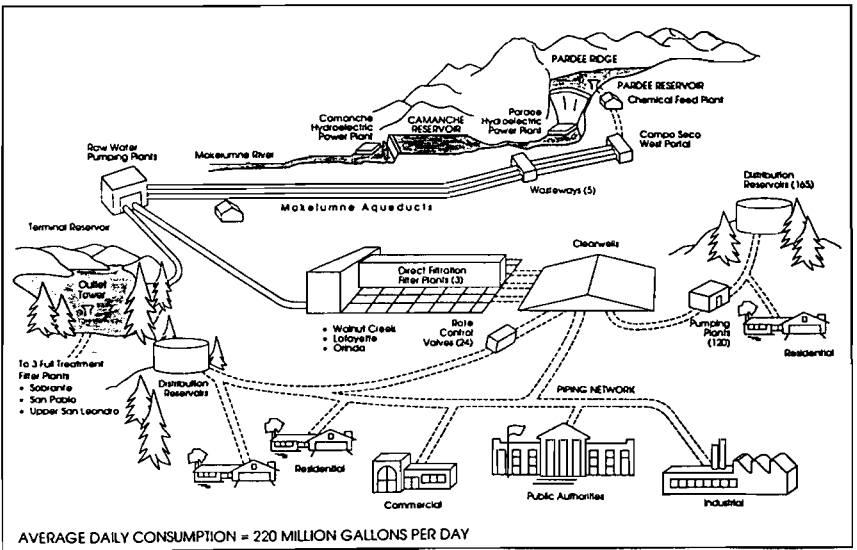 PARDEE RIDGE
PARDEE RESERVOIR
Chemical Feed Plant
Camanche
Hydroelectric
Power Plant
CAMANCHE
RESERVOIR
Pardee
Hydroelectric
Power Plant
Campo Seco
West Portal
Raw Water
Pumping Plants
Mokelumne River
Wasteways (5)
Mokelumne Aqueducts
Distribution
Reservoirs (165)
Terminal Reservoir
Clearwells
Outlet
Tower
Direct Filtration
Filter Plants (3)
• Walnut Creek
• Lafayette
• Orinda
Rate
Control
Valves (24)
Pumping
Plants
(120)
Residential
To 3 Full Treatment
Filter Plants
• Sobrante
• San Pablo
• Upper San Leandro
Distribution
Reservoirs
PIPING NETWORK
Residential
Commercial
Public Authorities
Industrial
AVERAGE DAILY CONSUMPTION = 220 MILLION GALLONS PER DAY